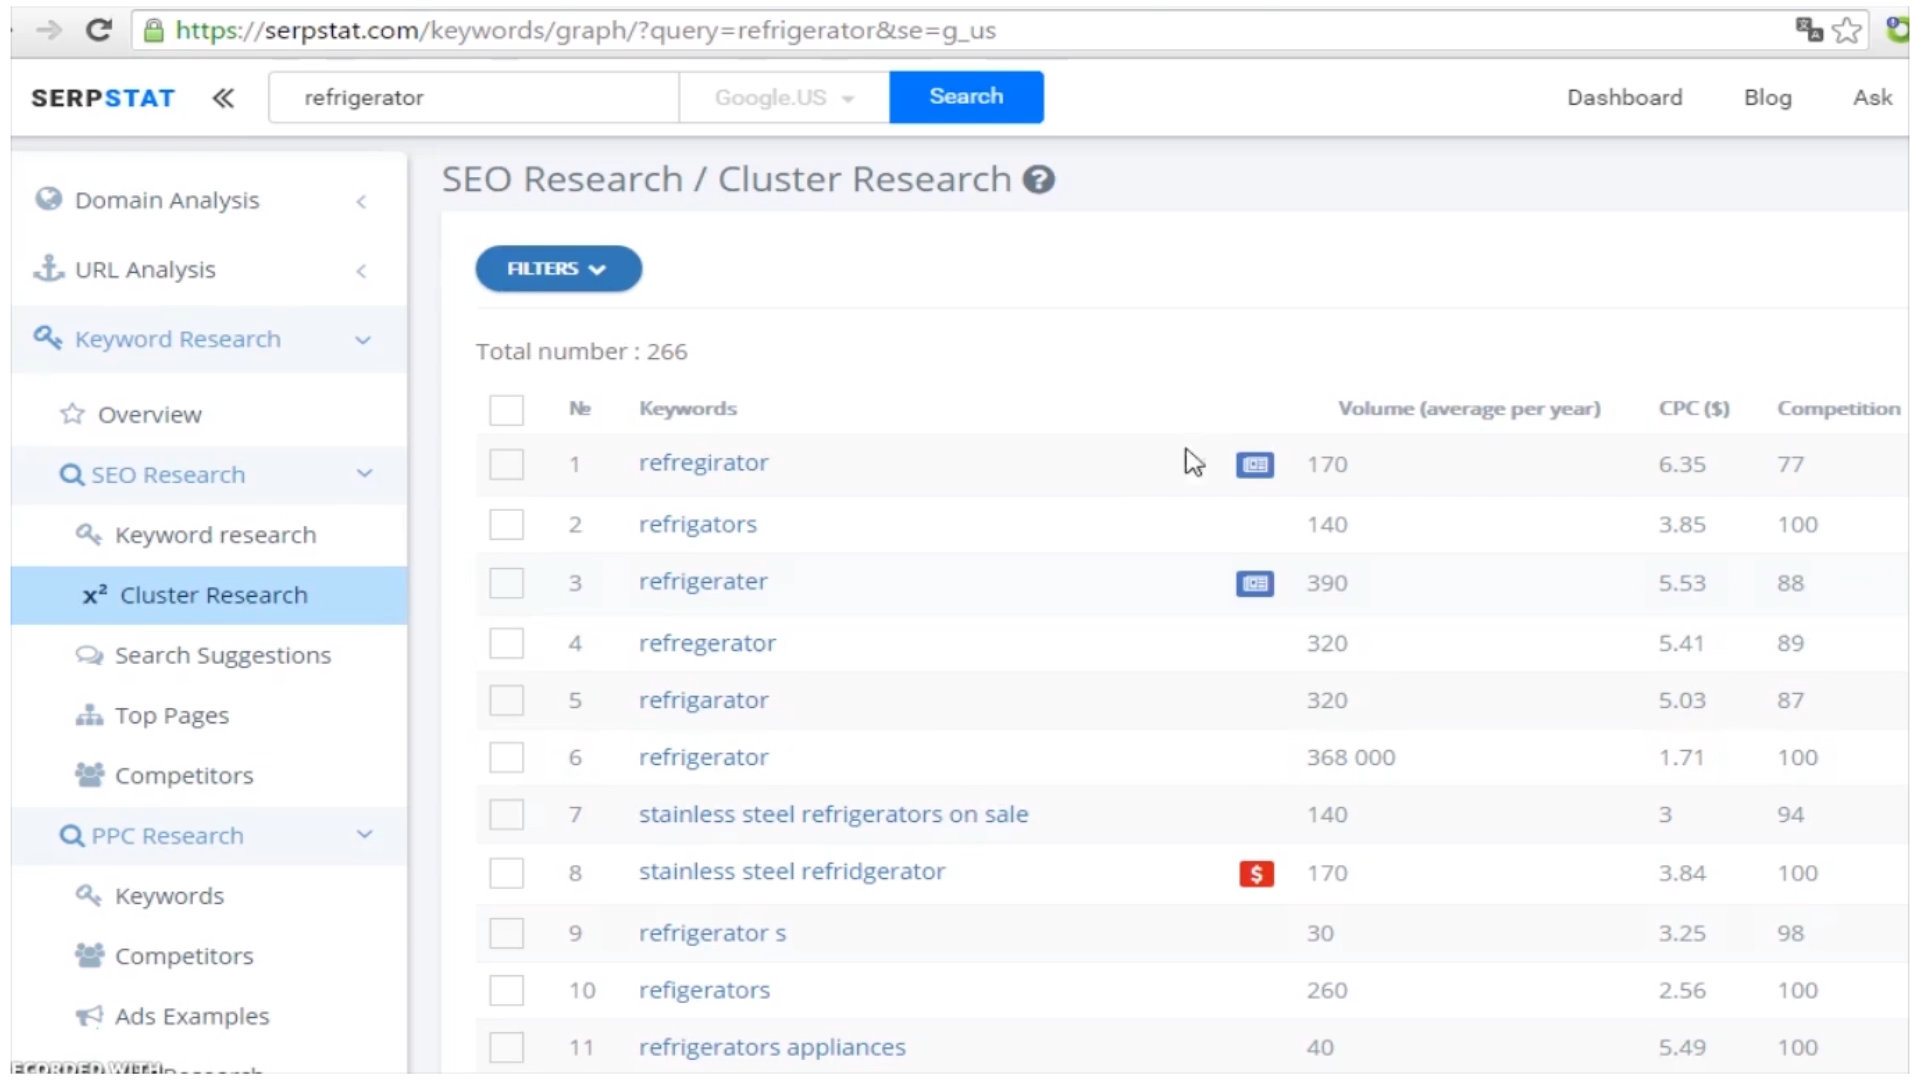 https://serpstat.com/keywords/graph/?query=refrigerator&se=g_us
SERPSTAT refrigerator Google.US Search Dashboard Blog Ask
Domain Analysis
URL Analysis
Keyword Research
Overview
SEO Research
Keyword research
x² Cluster Research
Search Suggestions
Top Pages
Competitors
PPC Research
Keywords
Competitors
Ads Examples
SEO Research / Cluster Research ?
FILTERS
Total number : 266
№ Keywords Volume (average per year) CPC ($) Competition
1 refregirator 170 6.35 77
2 refrigators 140 3.85 100
3 refrigerater 390 5.53 88
4 refregerator 320 5.41 89
5 refrigarator 320 5.03 87
6 refrigerator 368 000 1.71 100
7 stainless steel refrigerators on sale 140 3 94
8 stainless steel refridgerator $ 170 3.84 100
9 refrigerator s 30 3.25 98
10 refigerators 260 2.56 100
11 refrigerators appliances 40 5.49 100